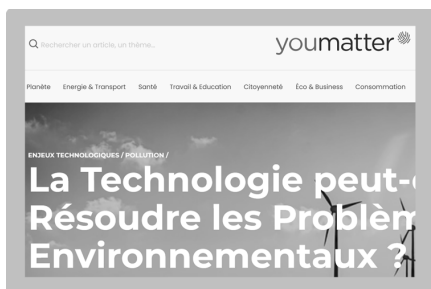 Rechercher un article, un thème...
youmatter
Planète Energie & Transport Santé Travail & Education Citoyenneté Éco & Business Consommation
ENJEUX TECHNOLOGIQUES / POLLUTION /
La Technologie peut-
Résoudre les Problèm
Environnementaux ?